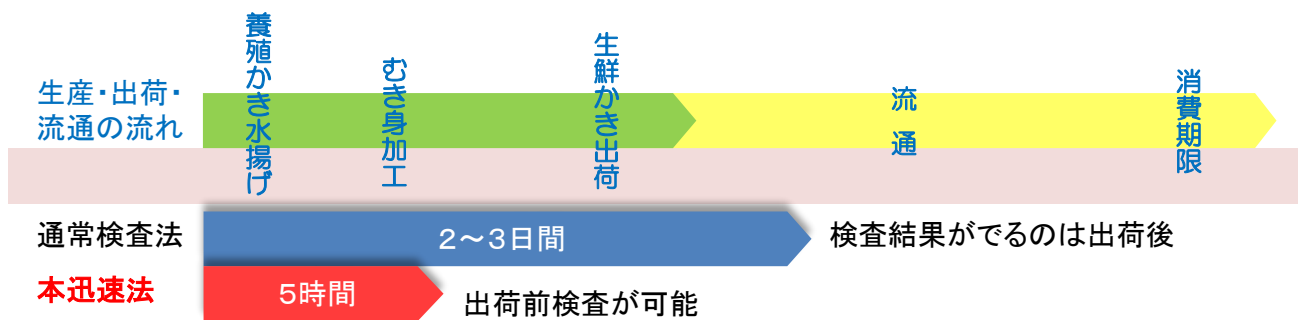 生産・出荷・
流通の流れ
養殖かき水揚げ
むき身加工
生鮮かき出荷
流通
消費期限
通常検査法
2～3日間
検査結果がでるのは出荷後
本迅速法
5時間
出荷前検査が可能